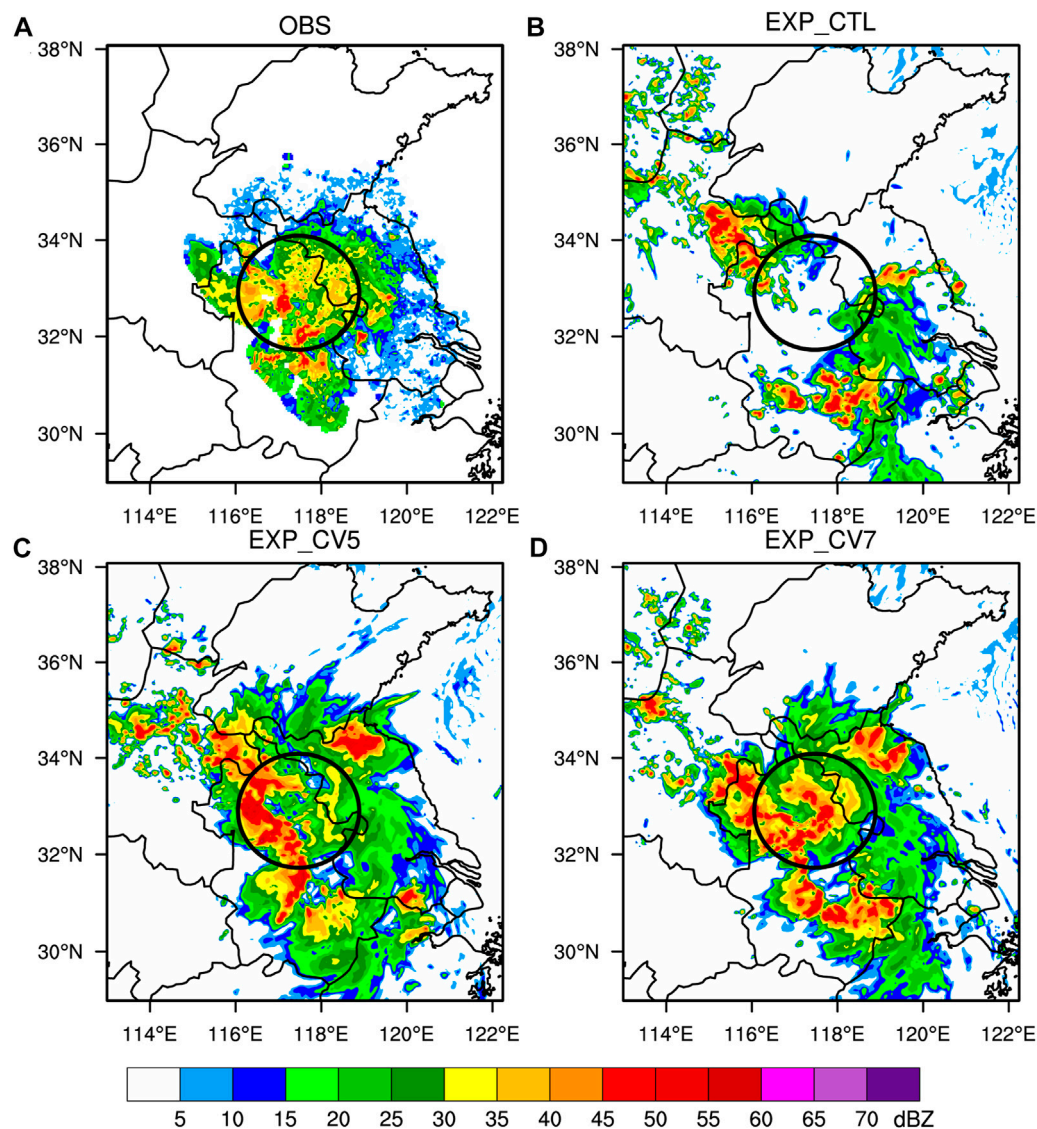 A OBS
B EXP_CTL
38°N
36°N
34°N
32°N
30°N
114°E 116°E 118°E 120°E 122°E
38°N
36°N
34°N
32°N
30°N
114°E 116°E 118°E 120°E 122°E
C EXP_CV5
D EXP_CV7
38°N
36°N
34°N
32°N
30°N
114°E 116°E 118°E 120°E 122°E
38°N
36°N
34°N
32°N
30°N
114°E 116°E 118°E 120°E 122°E
5 10 15 20 25 30 35 40 45 50 55 60 65 70 dBZ